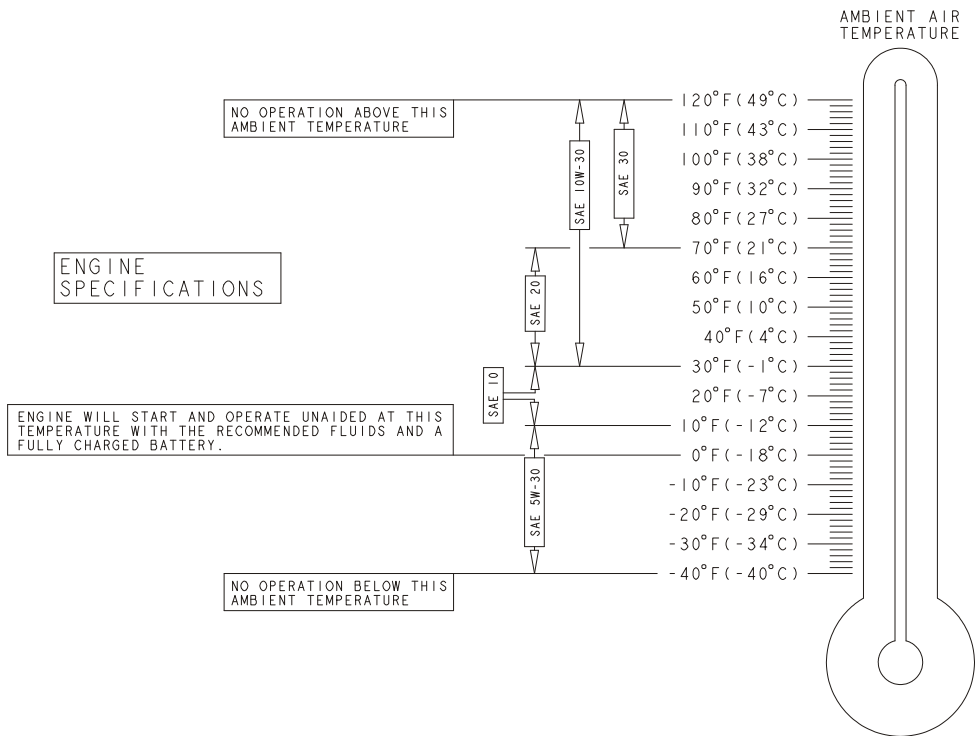 AMBIENT AIR
TEMPERATURE
NO OPERATION ABOVE THIS
AMBIENT TEMPERATURE
120°F(49°C)
110°F(43°C)
100°F(38°C)
90°F(32°C)
80°F(27°C)
70°F(21°C)
60°F(16°C)
50°F(10°C)
40°F(4°C)
30°F(-1°C)
20°F(-7°C)
10°F(-12°C)
0°F(-18°C)
-10°F(-23°C)
-20°F(-29°C)
-30°F(-34°C)
-40°F(-40°C)
SAE 10W-30
SAE 30
SAE 20
SAE 10
SAE 5W-30
ENGINE
SPECIFICATIONS
ENGINE WILL START AND OPERATE UNAIDED AT THIS
TEMPERATURE WITH THE RECOMMENDED FLUIDS AND A
FULLY CHARGED BATTERY.
NO OPERATION BELOW THIS
AMBIENT TEMPERATURE